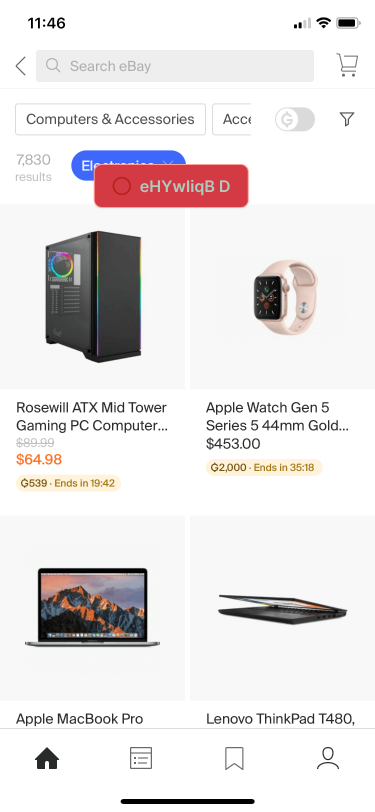 11:46
Search eBay
Computers & Accessories
Acce
7,830
results
Electronics
eHYwliqB D
Rosewill ATX Mid Tower
Gaming PC Computer...
$89.99
$64.98
₲539 · Ends in 19:42
Apple Watch Gen 5
Series 5 44mm Gold...
$453.00
₲2,000 · Ends in 35:18
Apple MacBook Pro
Lenovo ThinkPad T480,